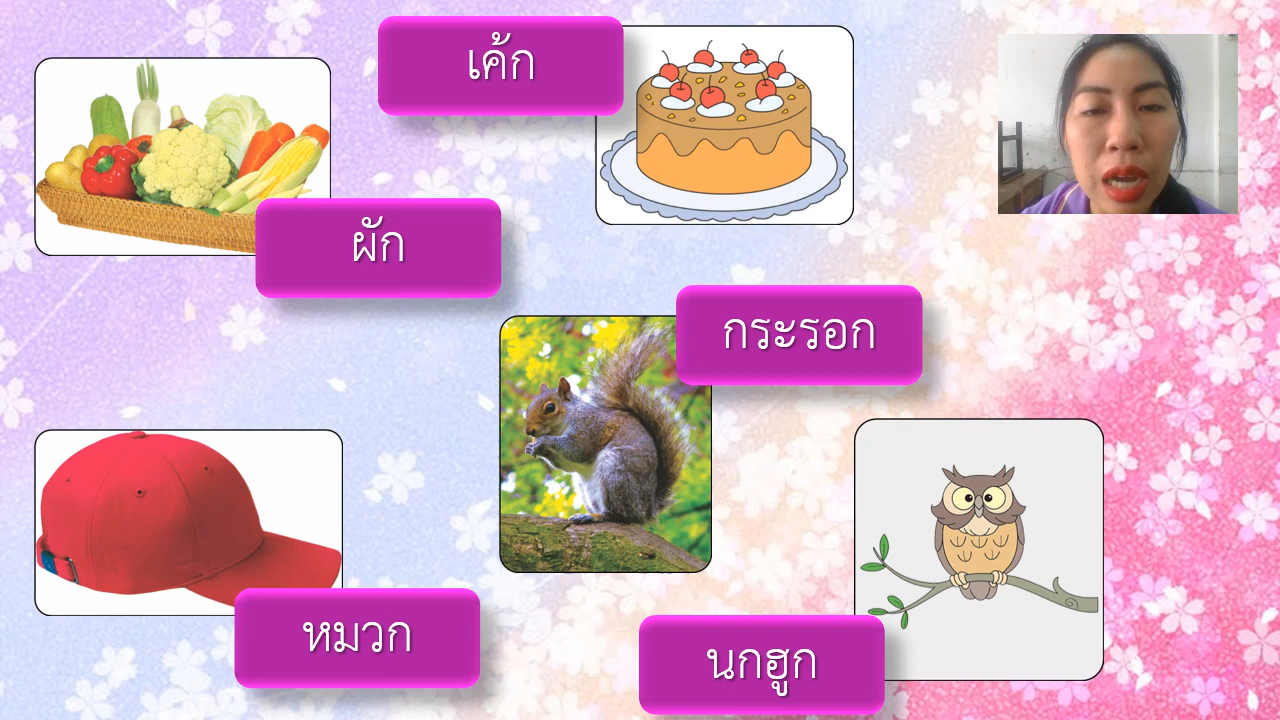 เค้ก
ผัก
กระรอก
หมวก
นกฮูก